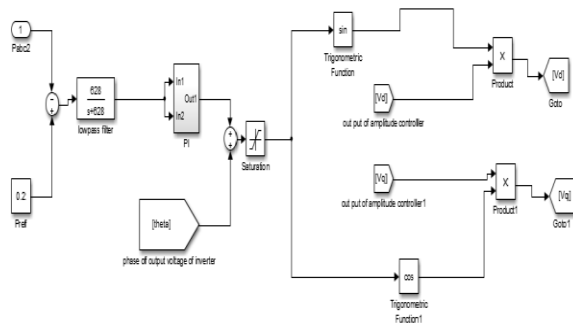 1
Pabc2
0.2
Pref
628
s+628
lowpass filter
In1
In2
Out1
PI
[theta]
phase of output voltage of inverter
Saturation
sin
Trigonometric
Function
[Vd]
out put of amplitude controller
X
Product
[Vd]
Goto
[Vq]
out put of amplitude controller1
X
Product1
[Vq]
Goto1
cos
Trigonometric
Function1